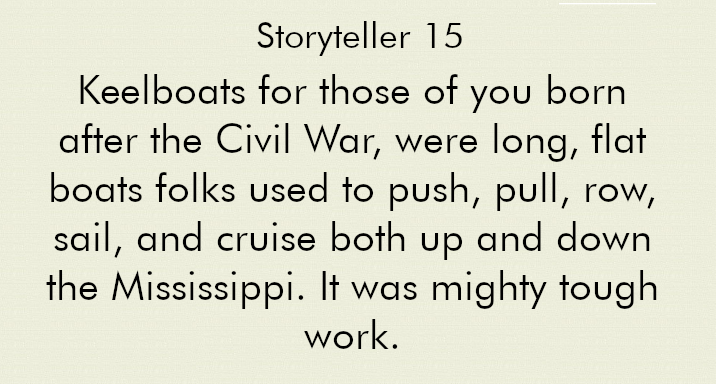 Storyteller 15
Keelboats for those of you born
after the Civil War, were long, flat
boats folks used to push, pull, row,
sail, and cruise both up and down
the Mississippi. It was mighty tough
work.